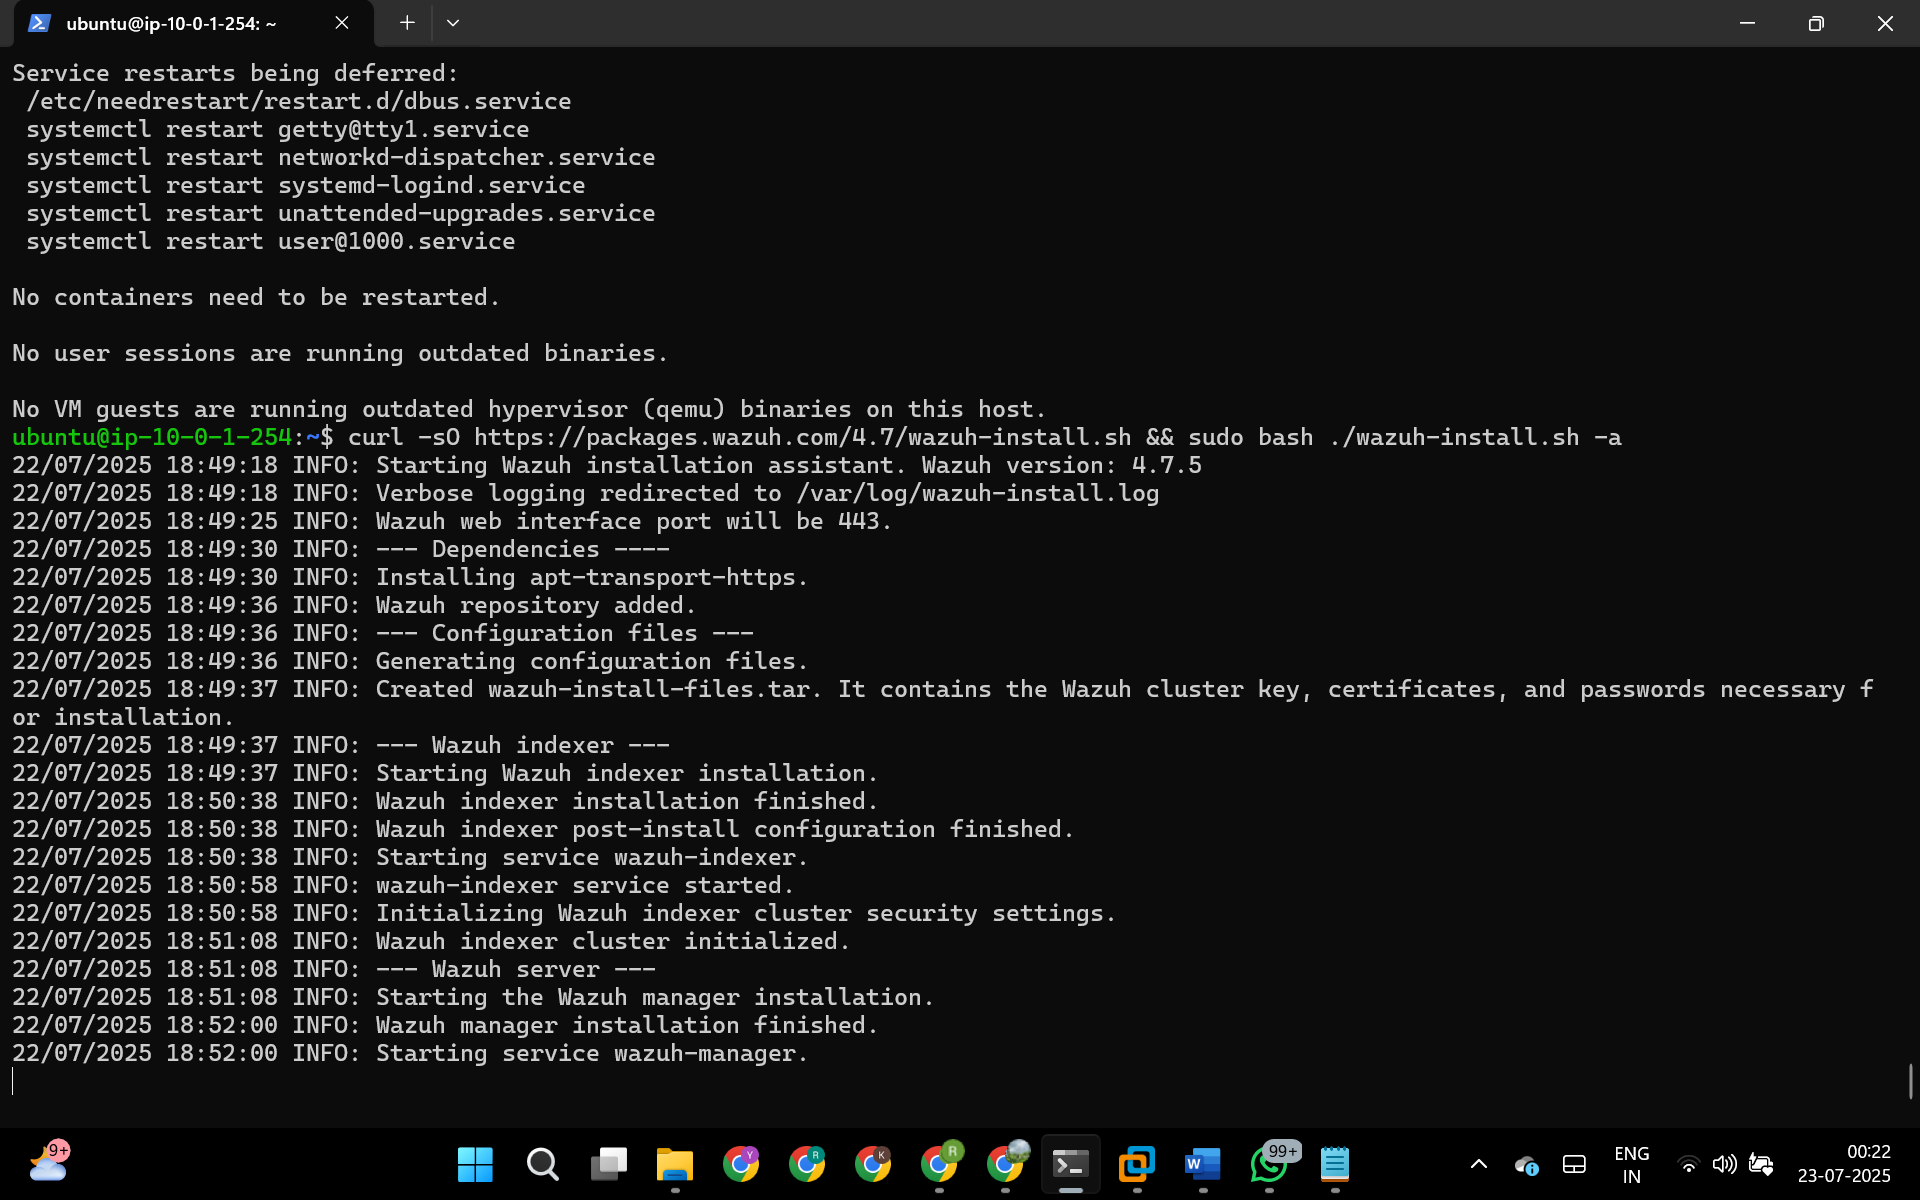 ubuntu@ip-10-0-1-254: ~
Service restarts being deferred:
 /etc/needrestart/restart.d/dbus.service
 systemctl restart getty@tty1.service
 systemctl restart networkd-dispatcher.service
 systemctl restart systemd-logind.service
 systemctl restart unattended-upgrades.service
 systemctl restart user@1000.service
No containers need to be restarted.
No user sessions are running outdated binaries.
No VM guests are running outdated hypervisor (qemu) binaries on this host.
ubuntu@ip-10-0-1-254:~$ curl -sO https://packages.wazuh.com/4.7/wazuh-install.sh && sudo bash ./wazuh-install.sh -a
22/07/2025 18:49:18 INFO: Starting Wazuh installation assistant. Wazuh version: 4.7.5
22/07/2025 18:49:18 INFO: Verbose logging redirected to /var/log/wazuh-install.log
22/07/2025 18:49:25 INFO: Wazuh web interface port will be 443.
22/07/2025 18:49:30 INFO: --- Dependencies ----
22/07/2025 18:49:30 INFO: Installing apt-transport-https.
22/07/2025 18:49:36 INFO: Wazuh repository added.
22/07/2025 18:49:36 INFO: --- Configuration files ---
22/07/2025 18:49:36 INFO: Generating configuration files.
22/07/2025 18:49:37 INFO: Created wazuh-install-files.tar. It contains the Wazuh cluster key, certificates, and passwords necessary f
or installation.
22/07/2025 18:49:37 INFO: --- Wazuh indexer ---
22/07/2025 18:49:37 INFO: Starting Wazuh indexer installation.
22/07/2025 18:50:38 INFO: Wazuh indexer installation finished.
22/07/2025 18:50:38 INFO: Wazuh indexer post-install configuration finished.
22/07/2025 18:50:38 INFO: Starting service wazuh-indexer.
22/07/2025 18:50:58 INFO: wazuh-indexer service started.
22/07/2025 18:50:58 INFO: Initializing Wazuh indexer cluster security settings.
22/07/2025 18:51:08 INFO: Wazuh indexer cluster initialized.
22/07/2025 18:51:08 INFO: --- Wazuh server ---
22/07/2025 18:51:08 INFO: Starting the Wazuh manager installation.
22/07/2025 18:52:00 INFO: Wazuh manager installation finished.
22/07/2025 18:52:00 INFO: Starting service wazuh-manager.
9+
Y
R
K
R
W
99+
ENG
IN
00:22
23-07-2025